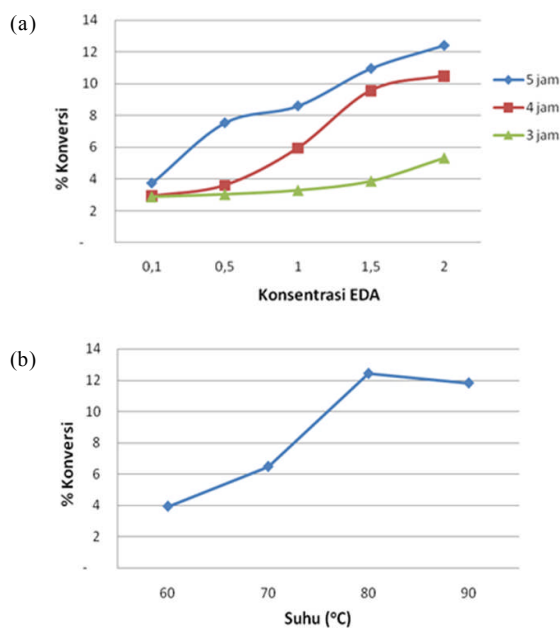 (a)
14
12
10
8
6
4
2
-
% Konversi
0,1 0,5 1 1,5 2
Konsentrasi EDA
5 jam
4 jam
3 jam
(b)
14
12
10
8
6
4
2
-
% Konversi
60 70 80 90
Suhu (°C)